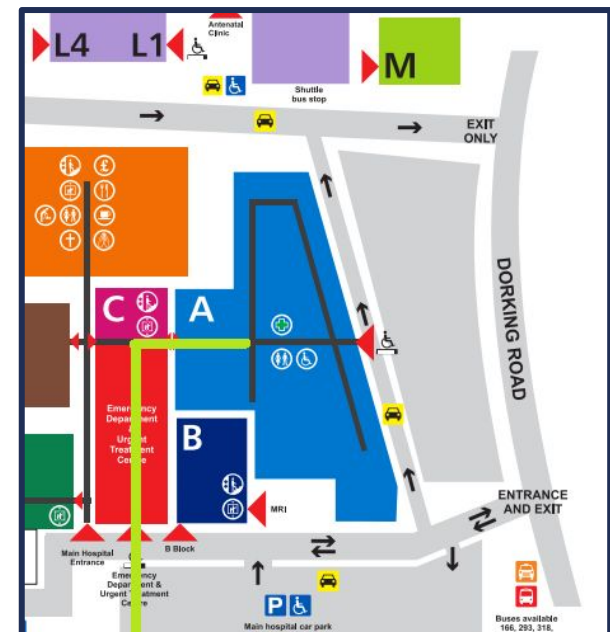 Antenatal
Clinic
L4
L1
M
Shuttle
bus stop
EXIT
ONLY
£
DORKING ROAD
C
A
Emergency
Department
&
Urgent
Treatment
Centre
B
MRI
ENTRANCE
AND EXIT
Main Hospital
Entrance
B Block
Emergency
Department &
Urgent Treatment
Centre
P
Main hospital car park
Buses available
166, 293, 318,